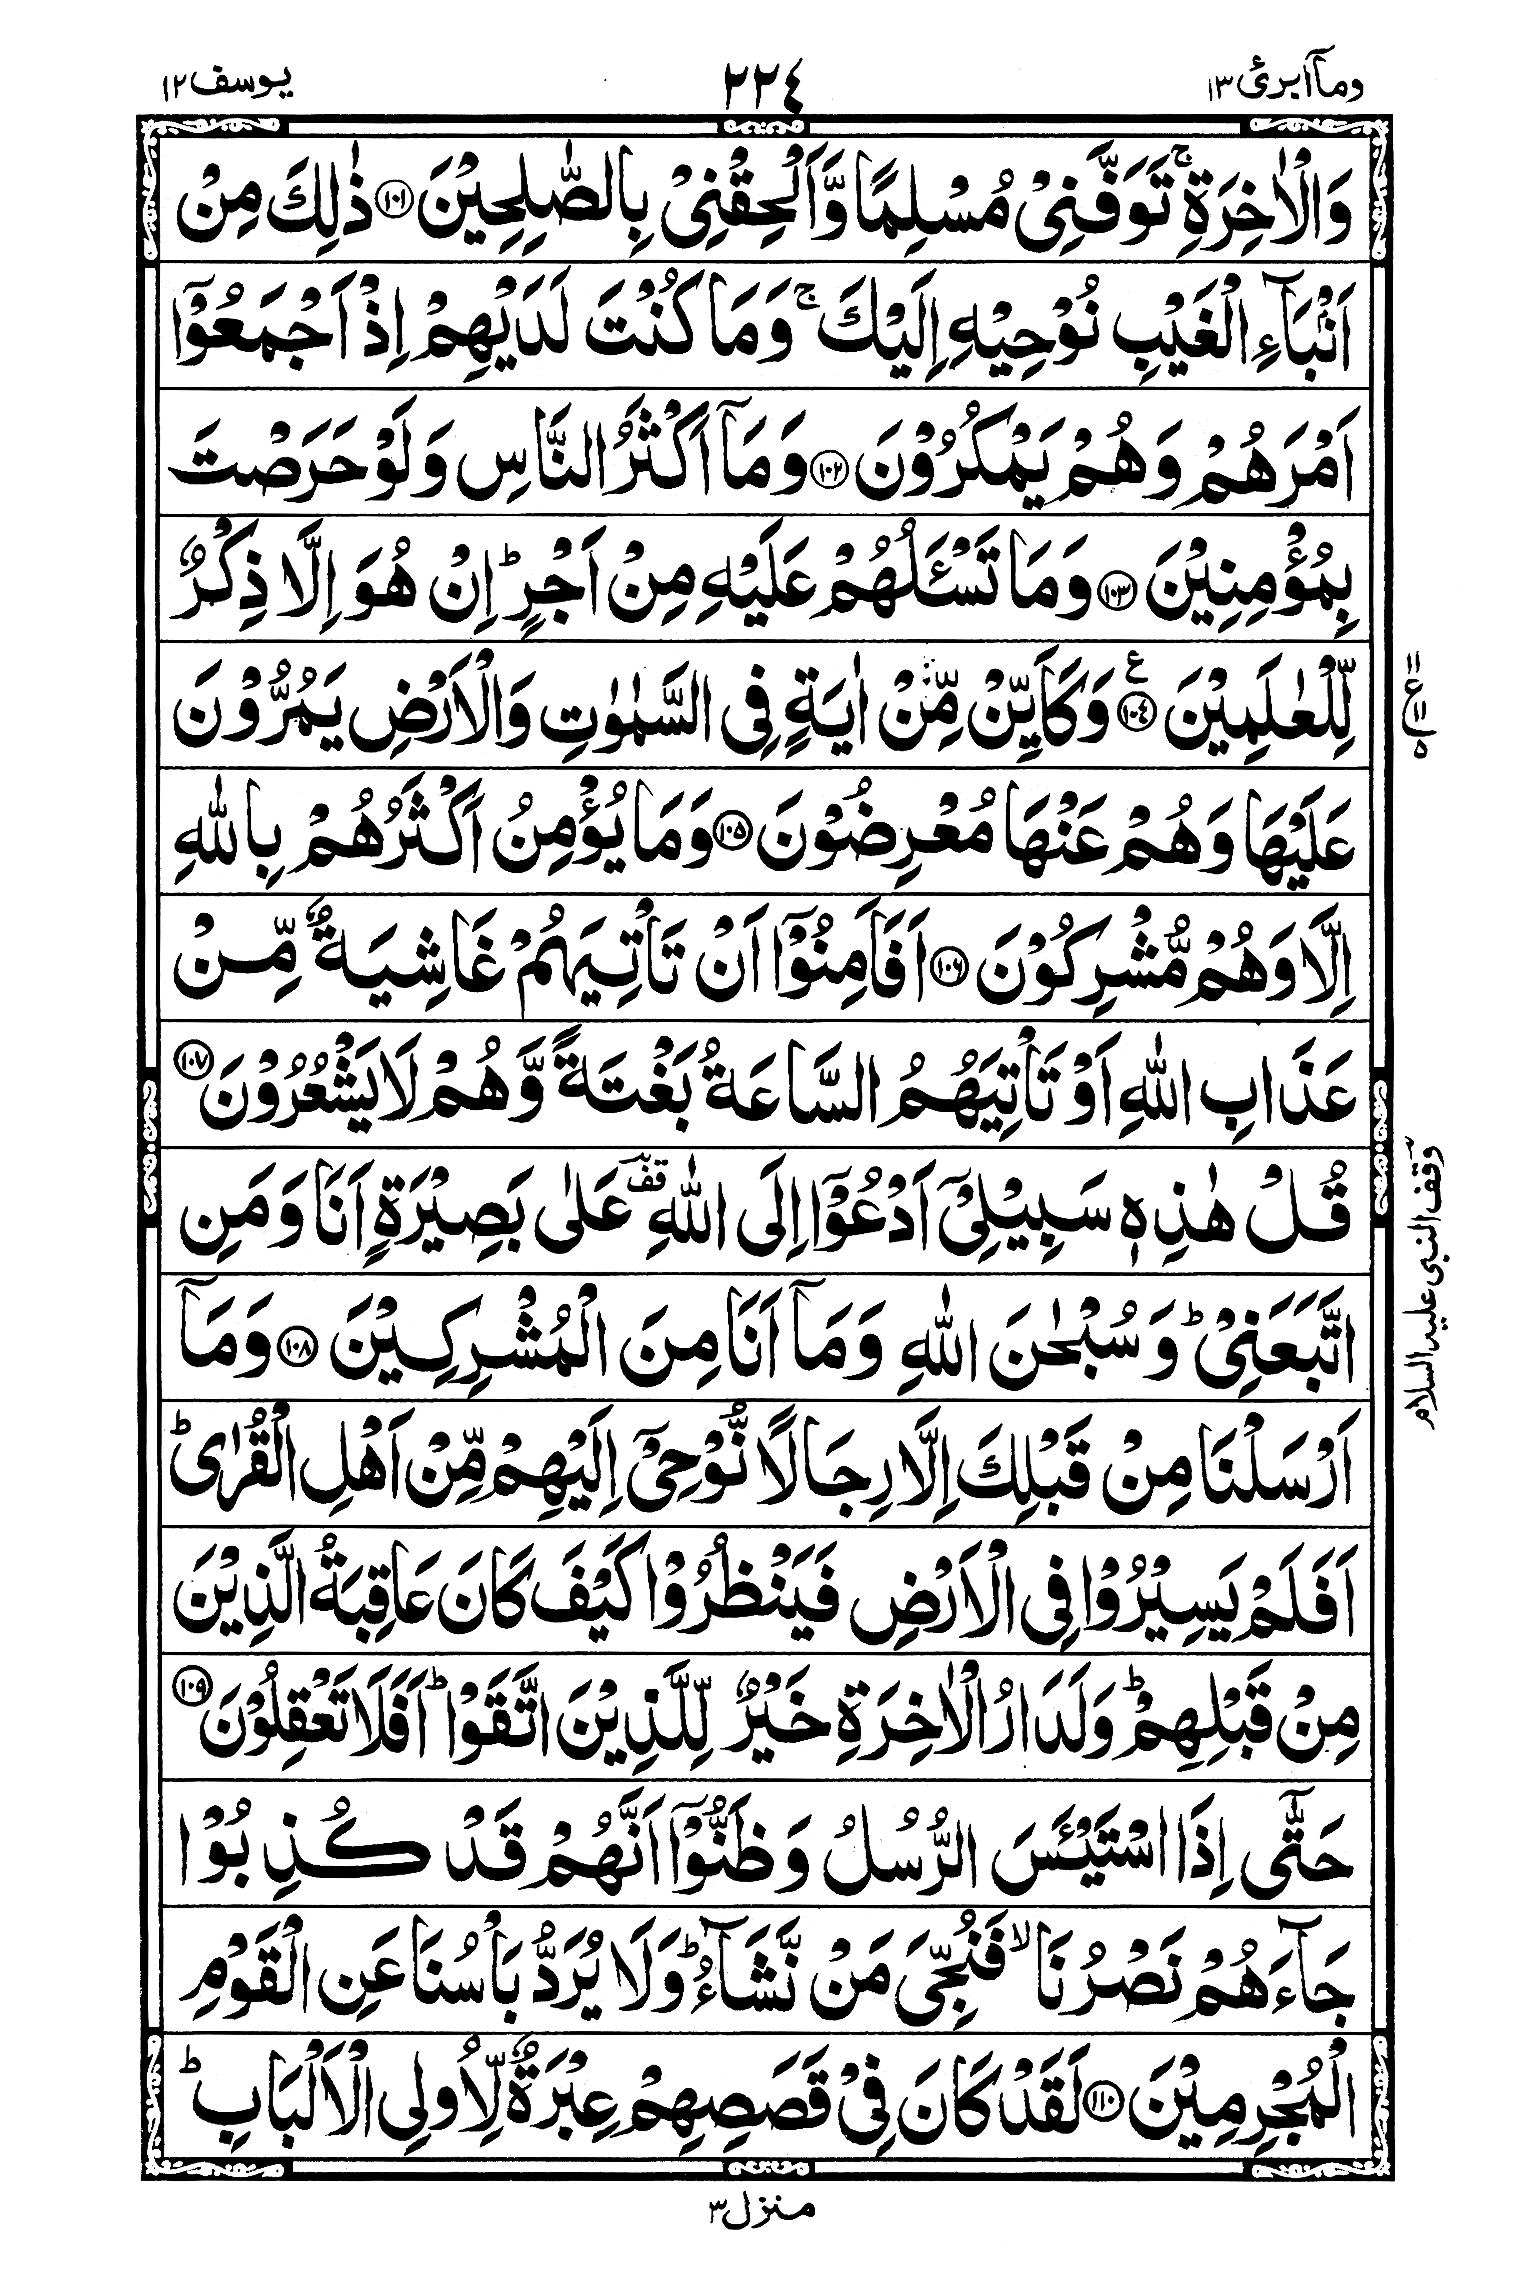 وماۤ ابرئ ١٣
٢٢٤
يوسف ١٢
وَالْاٰخِرَةِ ۚ تَوَفَّنِىْ مُسْلِمًا وَّاَلْحِقْنِىْ بِالصّٰلِحِيْنَ ﴿١٠١﴾ ذٰلِكَ مِنْ
اَنْۢبَآءِ الْغَيْبِ نُوْحِيْهِ اِلَيْكَ ۚ وَمَا كُنْتَ لَدَيْهِمْ اِذْ اَجْمَعُوْۤا
اَمْرَهُمْ وَهُمْ يَمْكُرُوْنَ ﴿١٠٢﴾ وَمَاۤ اَكْثَرُ النَّاسِ وَلَوْ حَرَصْتَ
بِمُؤْمِنِيْنَ ﴿١٠٣﴾ وَمَا تَسْـَٔلُهُمْ عَلَيْهِ مِنْ اَجْرٍ ؕ اِنْ هُوَ اِلَّا ذِكْرٌ
لِّلْعٰلَمِيْنَ ﴿١٠٤﴾ ع وَكَاَيِّنْ مِّنْ اٰيَةٍ فِى السَّمٰوٰتِ وَالْاَرْضِ يَمُرُّوْنَ
١١
ع
١١
٥
عَلَيْهَا وَهُمْ عَنْهَا مُعْرِضُوْنَ ﴿١٠٥﴾ وَمَا يُؤْمِنُ اَكْثَرُهُمْ بِاللّٰهِ
اِلَّا وَهُمْ مُّشْرِكُوْنَ ﴿١٠٦﴾ اَفَاَمِنُوْۤا اَنْ تَاْتِيَهُمْ غَاشِيَةٌ مِّنْ
عَذَابِ اللّٰهِ اَوْ تَاْتِيَهُمُ السَّاعَةُ بَغْتَةً وَّهُمْ لَا يَشْعُرُوْنَ ﴿١٠٧﴾
قُلْ هٰذِهٖ سَبِيْلِىْۤ اَدْعُوْۤا اِلَى اللّٰهِ ؔقف عَلٰى بَصِيْرَةٍ اَنَا وَمَنِ
وقف النبى عليه السلام
اتَّبَعَنِىْ ؕ وَسُبْحٰنَ اللّٰهِ وَمَاۤ اَنَا مِنَ الْمُشْرِكِيْنَ ﴿١٠٨﴾ وَمَاۤ
اَرْسَلْنَا مِنْ قَبْلِكَ اِلَّا رِجَالًا نُّوْحِىْۤ اِلَيْهِمْ مِّنْ اَهْلِ الْقُرٰى ؕ
اَفَلَمْ يَسِيْرُوْا فِى الْاَرْضِ فَيَنْظُرُوْا كَيْفَ كَانَ عَاقِبَةُ الَّذِيْنَ
مِنْ قَبْلِهِمْ ؕ وَلَدَارُ الْاٰخِرَةِ خَيْرٌ لِّلَّذِيْنَ اتَّقَوْا ؕ اَفَلَا تَعْقِلُوْنَ ﴿١٠٩﴾
حَتّٰۤى اِذَا اسْتَيْـَٔسَ الرُّسُلُ وَظَنُّوْۤا اَنَّهُمْ قَدْ كُذِبُوْا
جَآءَهُمْ نَصْرُنَا ۙ فَنُجِّىَ مَنْ نَّشَآءُ ؕ وَلَا يُرَدُّ بَاْسُنَا عَنِ الْقَوْمِ
الْمُجْرِمِيْنَ ﴿١١٠﴾ لَقَدْ كَانَ فِىْ قَصَصِهِمْ عِبْرَةٌ لِّاُولِى الْاَلْبَابِ ؕ
منزل ٣